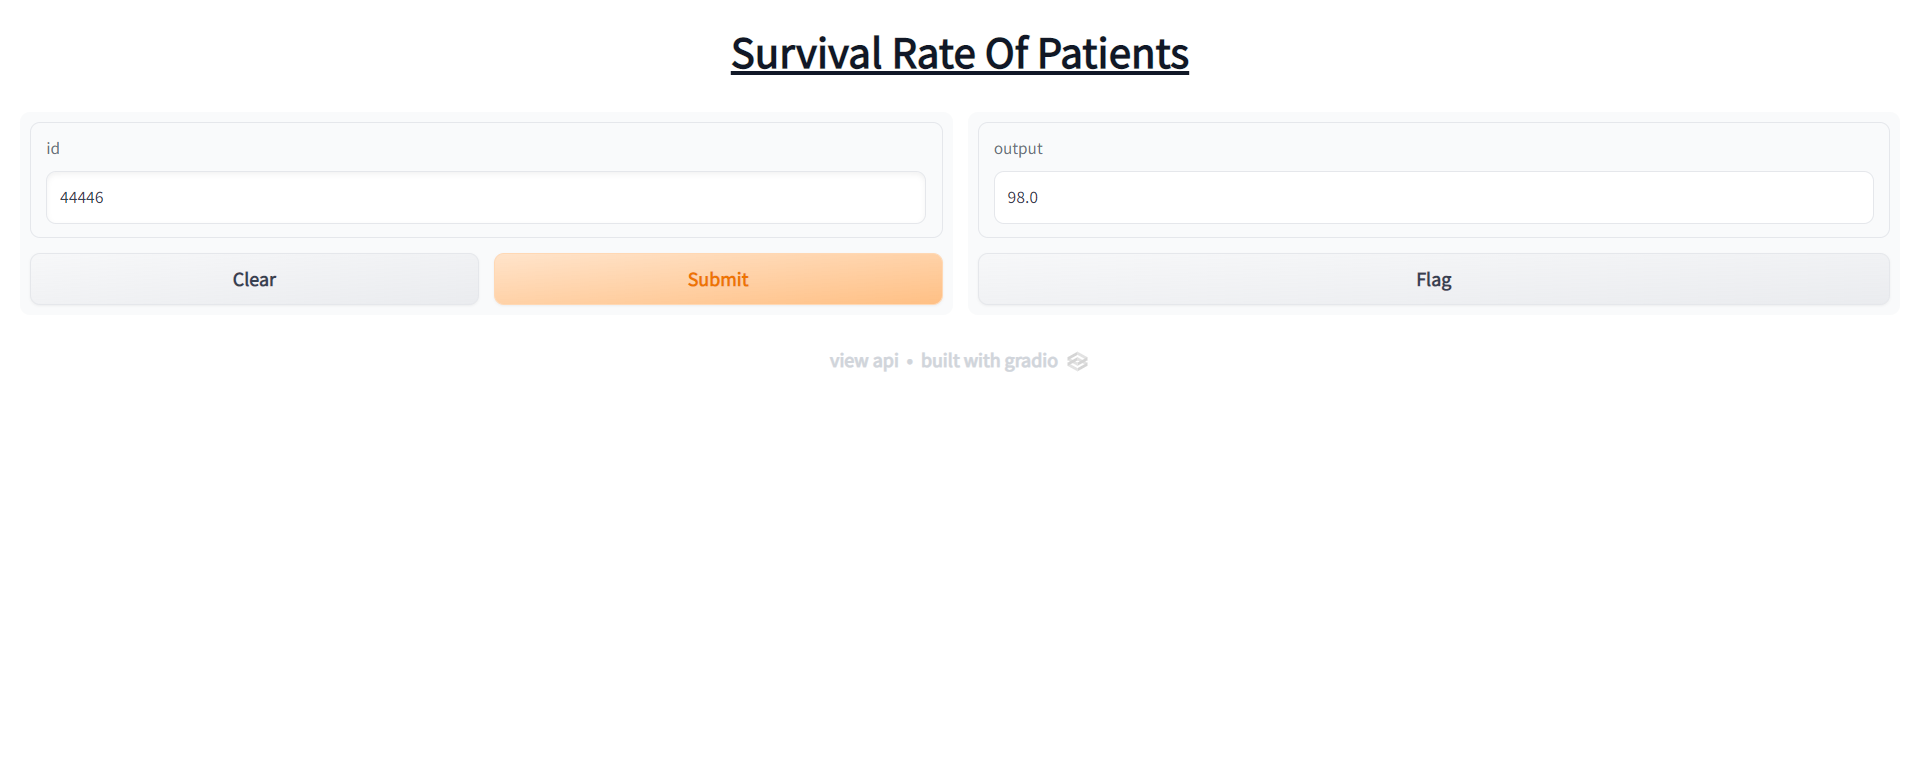 Survival Rate Of Patients
id
44446
Clear
Submit
output
98.0
Flag
view api • built with gradio